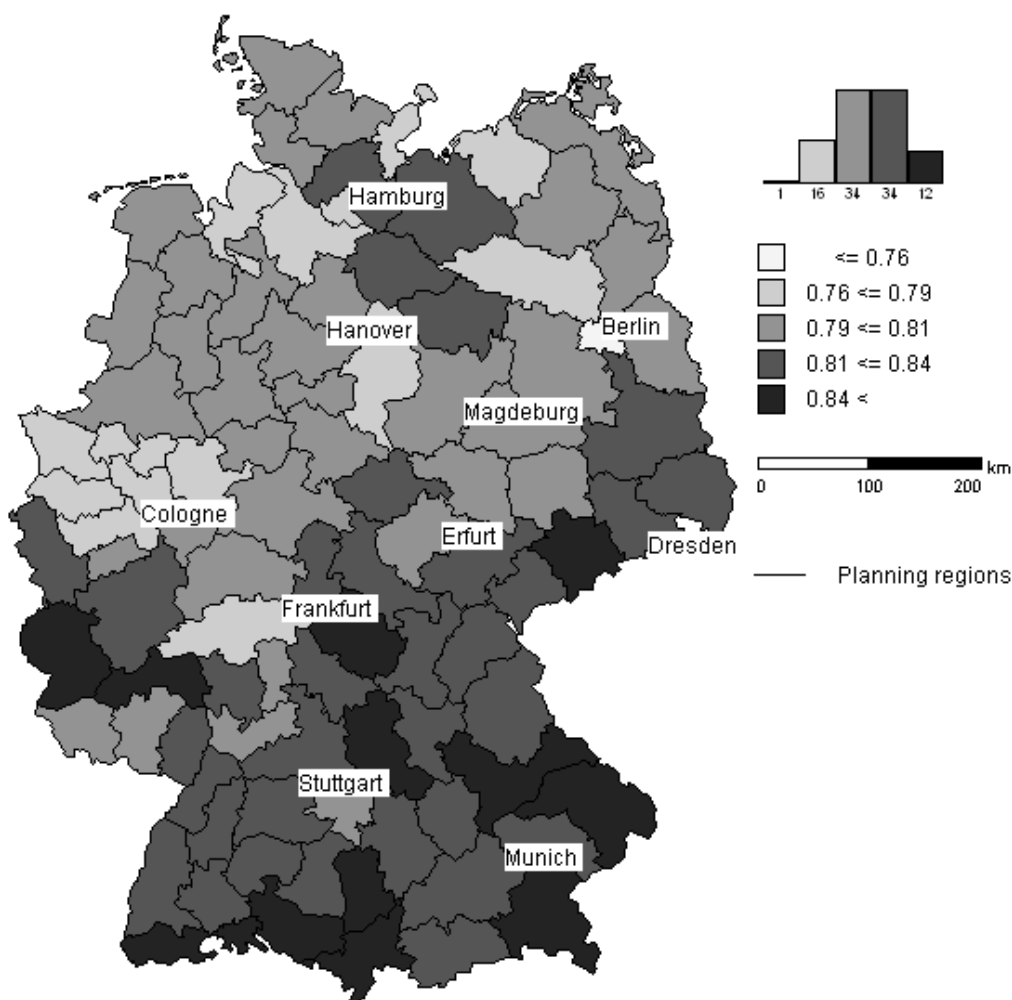 Hamburg
Hanover
Berlin
Magdeburg
Cologne
Erfurt
Dresden
Frankfurt
Stuttgart
Munich
1 16 34 34 12
<= 0.76
0.76 <= 0.79
0.79 <= 0.81
0.81 <= 0.84
0.84 <
km
0 100 200
Planning regions